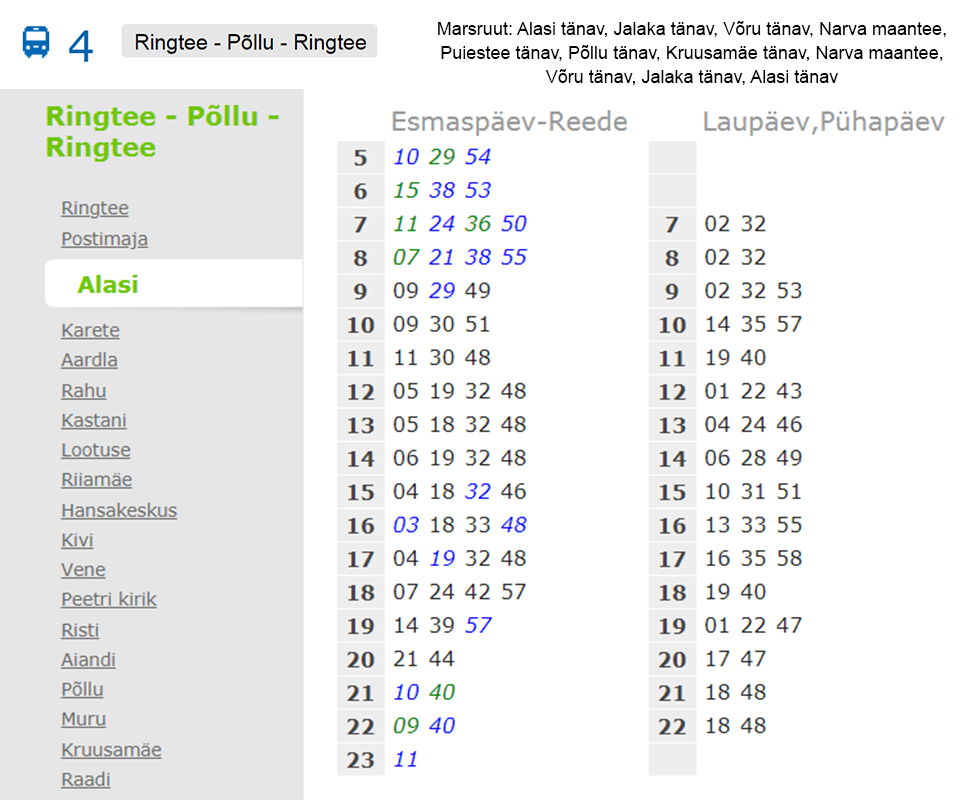 4
Ringtee - Põllu - Ringtee
Marsruut: Alasi tänav, Jalaka tänav, Võru tänav, Narva maantee,
Puiestee tänav, Põllu tänav, Kruusamäe tänav, Narva maantee,
Võru tänav, Jalaka tänav, Alasi tänav
Ringtee - Põllu -
Ringtee
Ringtee
Postimaja
Alasi
Karete
Aardla
Rahu
Kastani
Lootuse
Riiamäe
Hansakeskus
Kivi
Vene
Peetri kirik
Risti
Aiandi
Põllu
Muru
Kruusamäe
Raadi
Esmaspäev-Reede
5 10 29 54
6 15 38 53
7 11 24 36 50
8 07 21 38 55
9 09 29 49
10 09 30 51
11 11 30 48
12 05 19 32 48
13 05 18 32 48
14 06 19 32 48
15 04 18 32 46
16 03 18 33 48
17 04 19 32 48
18 07 24 42 57
19 14 39 57
20 21 44
21 10 40
22 09 40
23 11
Laupäev,Pühapäev
7 02 32
8 02 32
9 02 32 53
10 14 35 57
11 19 40
12 01 22 43
13 04 24 46
14 06 28 49
15 10 31 51
16 13 33 55
17 16 35 58
18 19 40
19 01 22 47
20 17 47
21 18 48
22 18 48